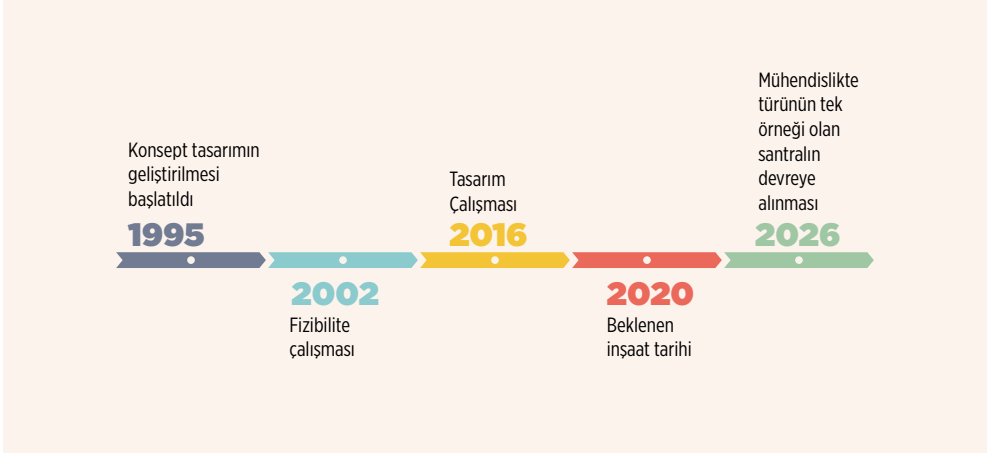 Konsept tasarımın
geliştirilmesi
başlatıldı
1995
2002
Fizibilite
çalışması
Tasarım
Çalışması
2016
2020
Beklenen
inşaat tarihi
Mühendislikte
türünün tek
örneği olan
santralın
devreye
alınması
2026